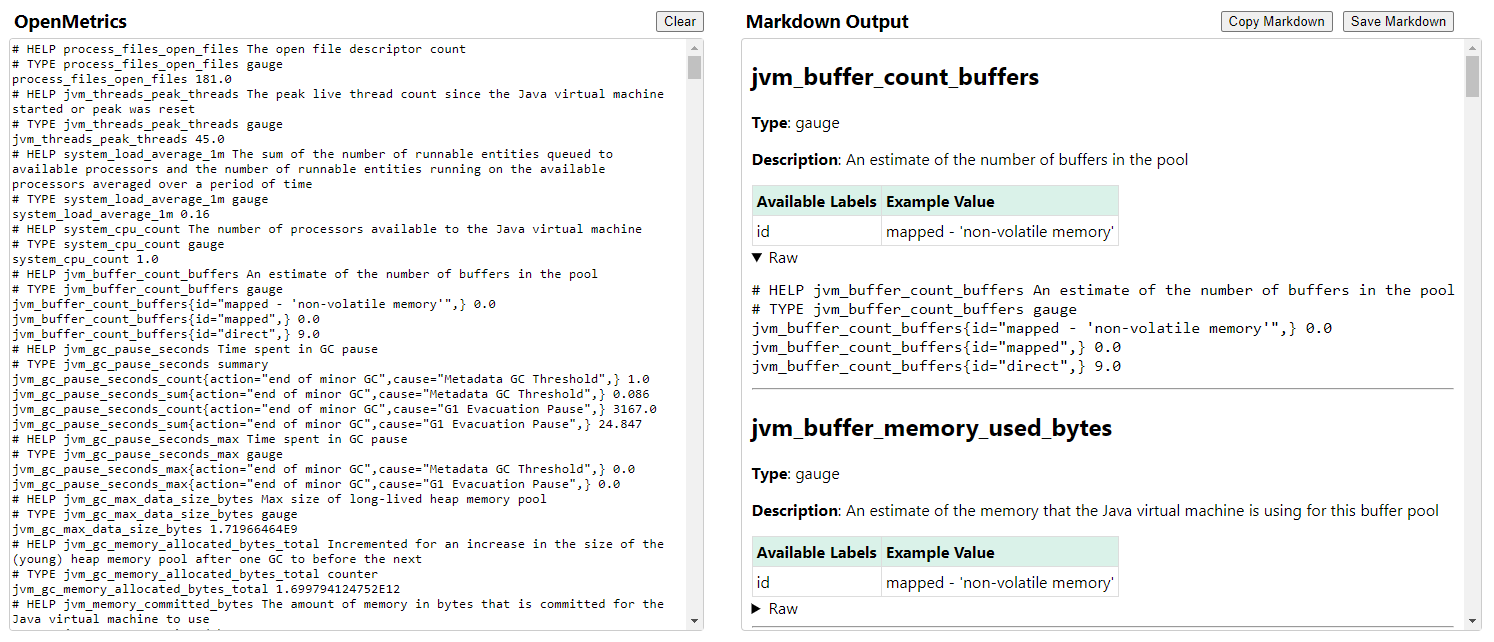 OpenMetrics
Clear
# HELP process_files_open_files The open file descriptor count
# TYPE process_files_open_files gauge
process_files_open_files 181.0
# HELP jvm_threads_peak_threads The peak live thread count since the Java virtual machine
started or peak was reset
# TYPE jvm_threads_peak_threads gauge
jvm_threads_peak_threads 45.0
# HELP system_load_average_1m The sum of the number of runnable entities queued to
available processors and the number of runnable entities running on the available
processors averaged over a period of time
# TYPE system_load_average_1m gauge
system_load_average_1m 0.16
# HELP system_cpu_count The number of processors available to the Java virtual machine
# TYPE system_cpu_count gauge
system_cpu_count 1.0
# HELP jvm_buffer_count_buffers An estimate of the number of buffers in the pool
# TYPE jvm_buffer_count_buffers gauge
jvm_buffer_count_buffers{id="mapped - 'non-volatile memory'",} 0.0
jvm_buffer_count_buffers{id="mapped",} 0.0
jvm_buffer_count_buffers{id="direct",} 9.0
# HELP jvm_gc_pause_seconds Time spent in GC pause
# TYPE jvm_gc_pause_seconds summary
jvm_gc_pause_seconds_count{action="end of minor GC",cause="Metadata GC Threshold",} 1.0
jvm_gc_pause_seconds_sum{action="end of minor GC",cause="Metadata GC Threshold",} 0.086
jvm_gc_pause_seconds_count{action="end of minor GC",cause="G1 Evacuation Pause",} 3167.0
jvm_gc_pause_seconds_sum{action="end of minor GC",cause="G1 Evacuation Pause",} 24.847
# HELP jvm_gc_pause_seconds_max Time spent in GC pause
# TYPE jvm_gc_pause_seconds_max gauge
jvm_gc_pause_seconds_max{action="end of minor GC",cause="Metadata GC Threshold",} 0.0
jvm_gc_pause_seconds_max{action="end of minor GC",cause="G1 Evacuation Pause",} 0.0
# HELP jvm_gc_max_data_size_bytes Max size of long-lived heap memory pool
# TYPE jvm_gc_max_data_size_bytes gauge
jvm_gc_max_data_size_bytes 1.71966464E9
# HELP jvm_gc_memory_allocated_bytes_total Incremented for an increase in the size of the
(young) heap memory pool after one GC to before the next
# TYPE jvm_gc_memory_allocated_bytes_total counter
jvm_gc_memory_allocated_bytes_total 1.699794124752E12
# HELP jvm_memory_committed_bytes The amount of memory in bytes that is committed for the
Java virtual machine to use
Markdown Output
Copy Markdown
Save Markdown
jvm_buffer_count_buffers
Type: gauge
Description: An estimate of the number of buffers in the pool
Available Labels Example Value
id mapped - 'non-volatile memory'
▼ Raw
# HELP jvm_buffer_count_buffers An estimate of the number of buffers in the pool
# TYPE jvm_buffer_count_buffers gauge
jvm_buffer_count_buffers{id="mapped - 'non-volatile memory'",} 0.0
jvm_buffer_count_buffers{id="mapped",} 0.0
jvm_buffer_count_buffers{id="direct",} 9.0
jvm_buffer_memory_used_bytes
Type: gauge
Description: An estimate of the memory that the Java virtual machine is using for this buffer pool
Available Labels Example Value
id mapped - 'non-volatile memory'
▶ Raw